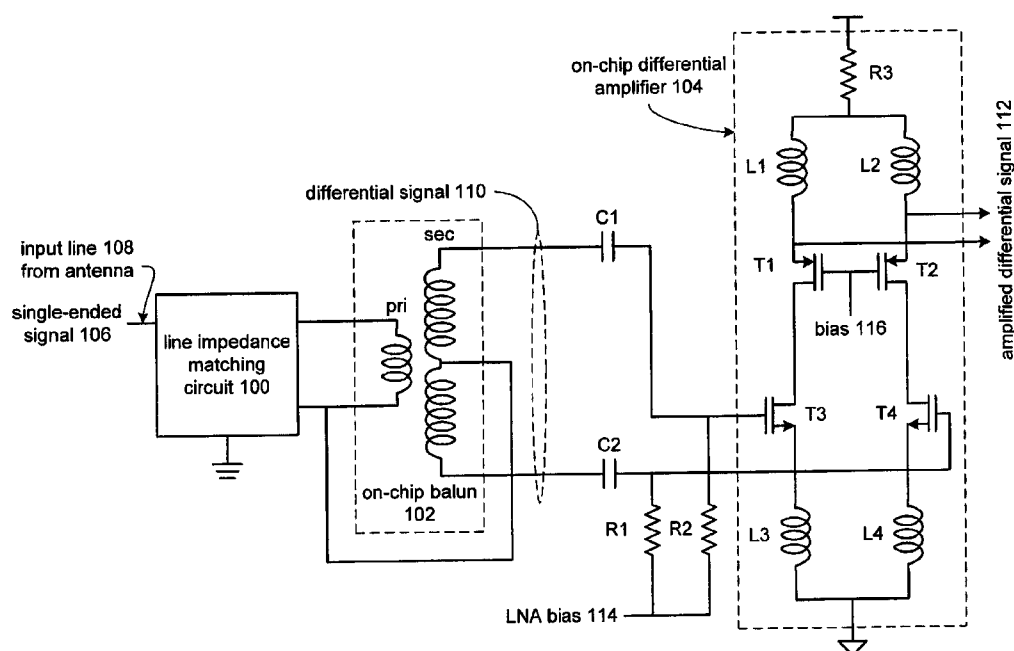 on-chip differential
amplifier 104
R3
L1
L2
amplified differential signal 112
differential signal 110
C1
sec
input line 108
from antenna
T1
T2
single-ended
signal 106
pri
bias 116
line impedance
matching
circuit 100
T3
T4
C2
on-chip balun
102
R1
R2
L3
L4
LNA bias 114